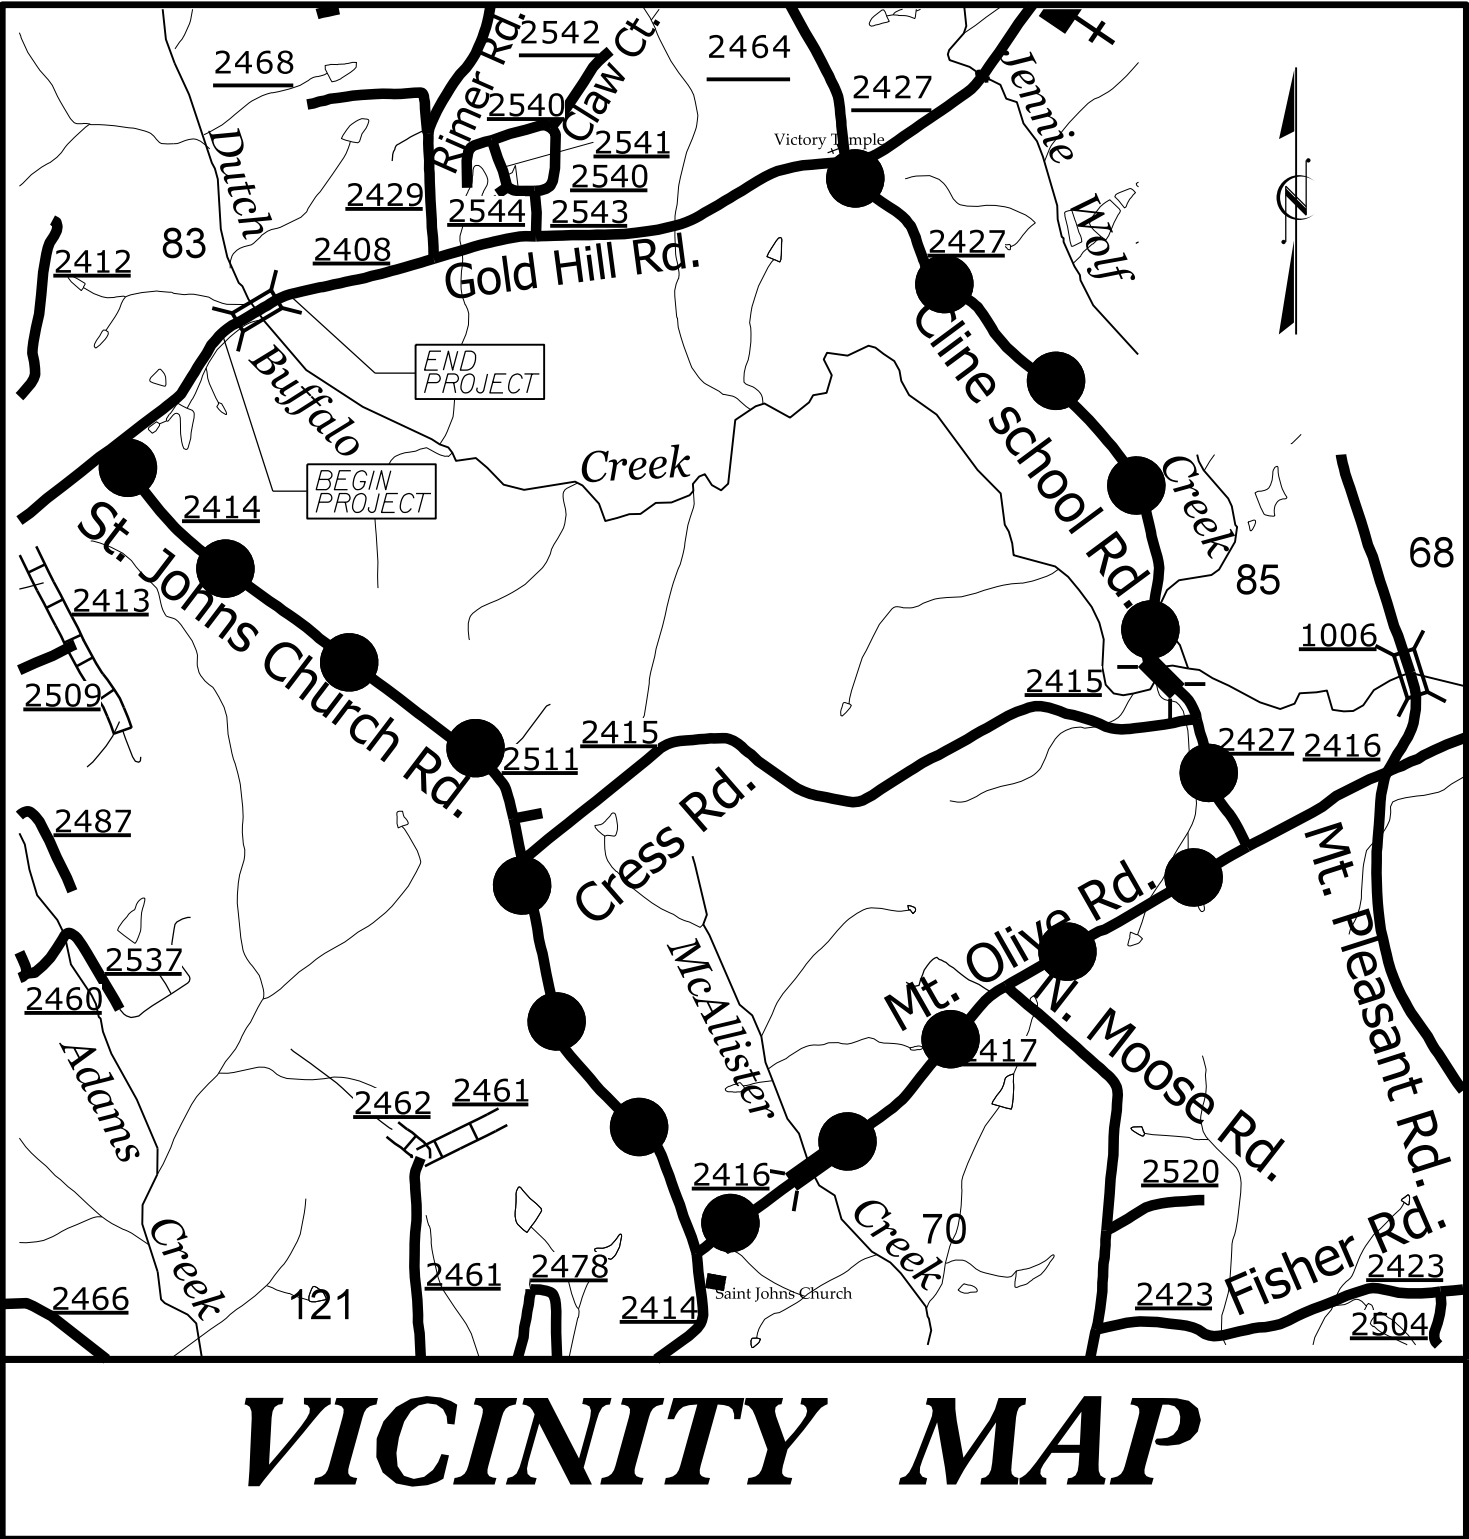 2542
2468
2464
Rimer Rd.
Claw Ct.
2427
2540
Jennie
Victory Temple
Dutch
2541
2540
2429
2544
2543
Wolf
83
2408
2427
2412
Gold Hill Rd.
N
END
PROJECT
Buffalo
Cline school Rd.
Creek
Creek
BEGIN
PROJECT
2414
St. Johns Church Rd.
68
85
2413
1006
2509
2415
2415
2511
2427
2416
2487
Cress Rd.
Mt. Pleasant Rd.
Mt. Olive Rd.
2537
McAllister
2460
N. Moose Rd.
2417
Adams
2462
2461
2416
2520
Creek
70
Creek
Fisher Rd.
2461
2478
2423
2423
121
Saint Johns Church
2466
2414
2504
VICINITY MAP